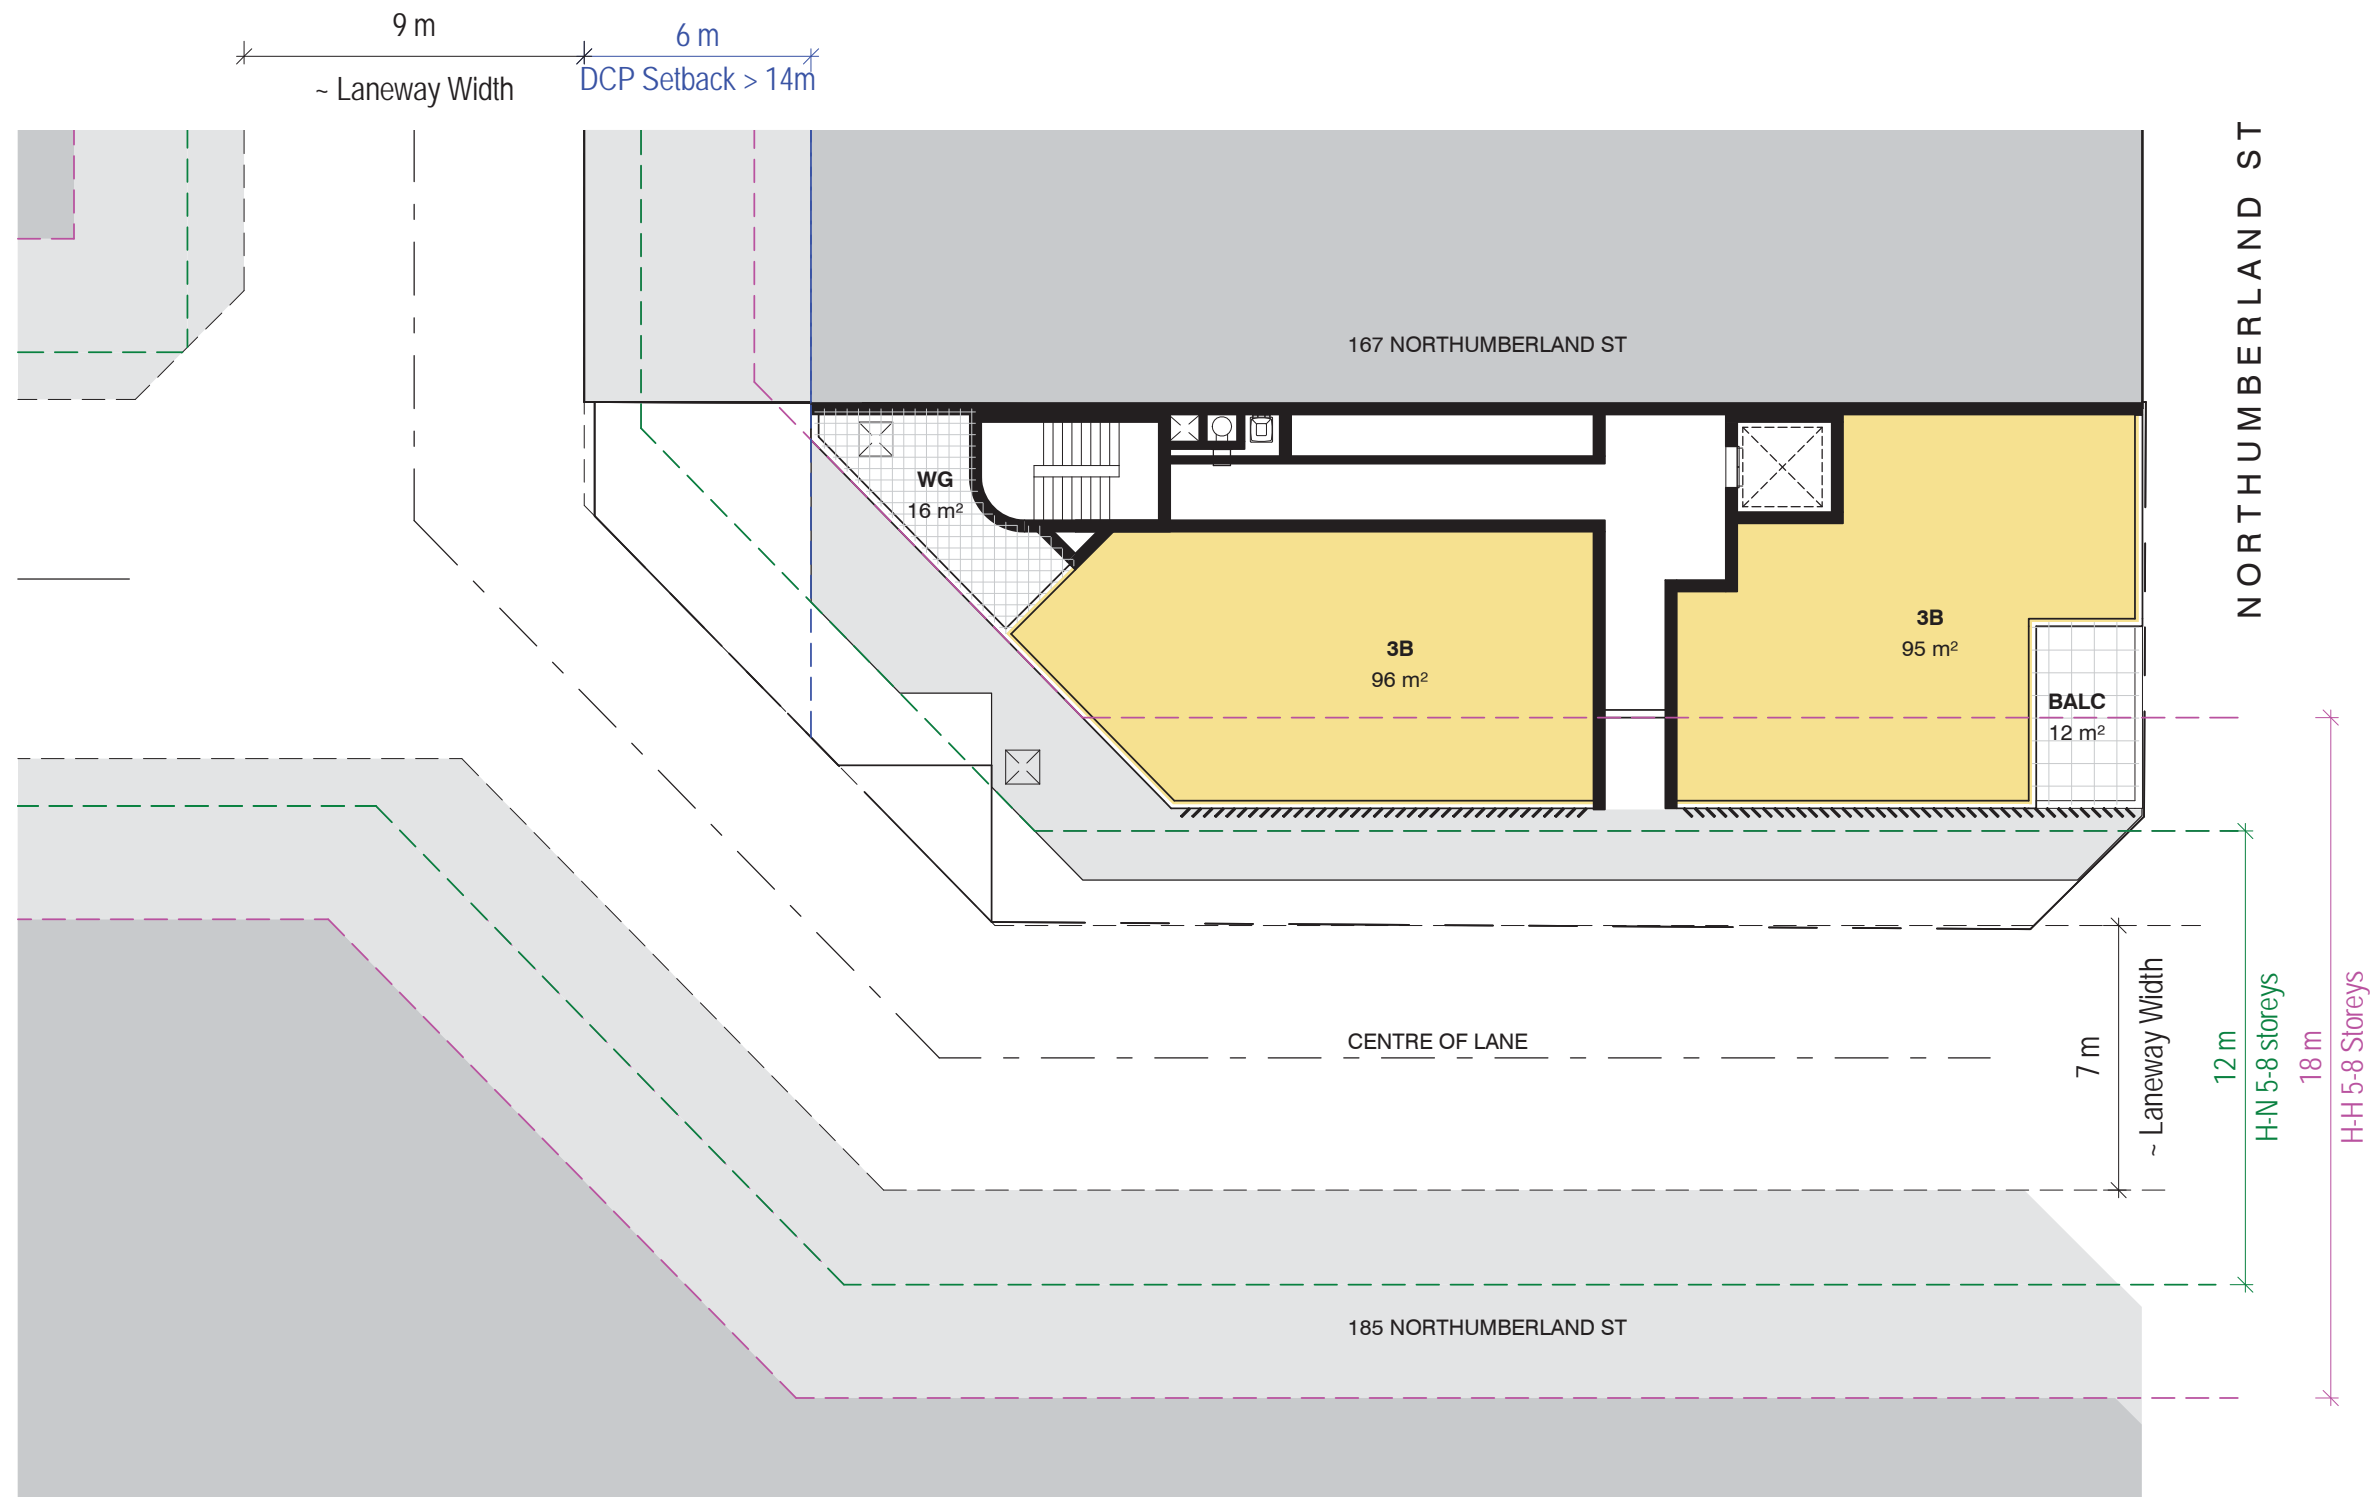 9 m
~ Laneway Width
6 m
DCP Setback > 14m
NORTHUMBERLAND ST
167 NORTHUMBERLAND ST
WG
16 m²
3B
96 m²
3B
95 m²
BALC
12 m²
CENTRE OF LANE
7 m
~ Laneway Width
12 m
H-N 5-8 storeys
18 m
H-H 5-8 Storeys
185 NORTHUMBERLAND ST